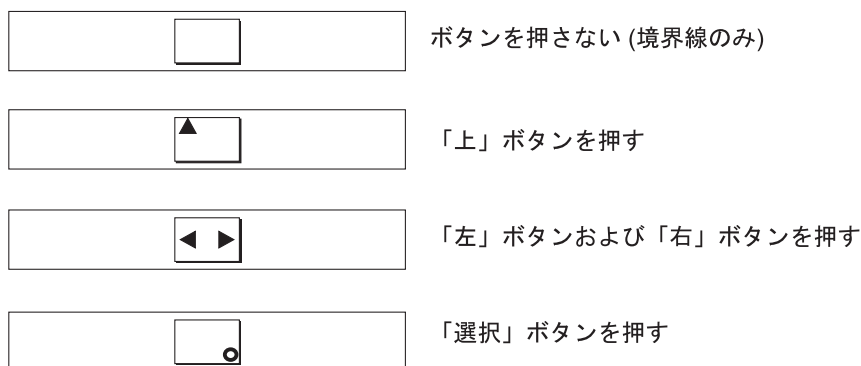 ボタンを押さない (境界線のみ)
「上」ボタンを押す
「左」ボタンおよび「右」ボタンを押す
「選択」ボタンを押す